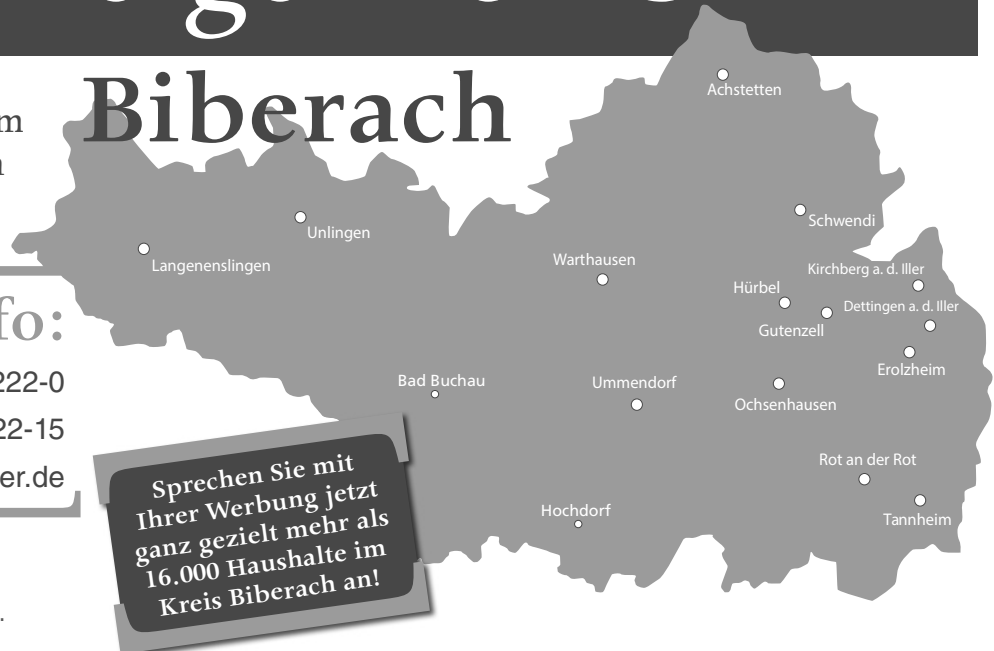 Biberach
m
Achstetten
Schwendi
Unlingen
Langenenslingen
Warthausen
Kirchberg a. d. Iller
Hürbel
Dettingen a. d. Iller
Gutenzell
fo:
Erolzheim
222-0
Bad Buchau
Ummendorf
Ochsenhausen
22-15
er.de
Rot an der Rot
Hochdorf
Tannheim
Sprechen Sie mit
Ihrer Werbung jetzt
ganz gezielt mehr als
16.000 Haushalte im
Kreis Biberach an!
.